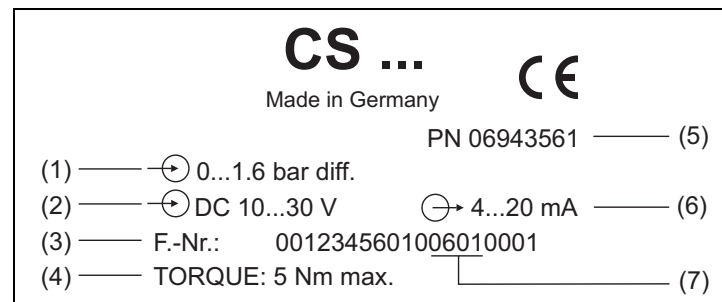 CS ...
CE
Made in Germany
PN 06943561 (5)
(1) 0...1.6 bar diff.
(2) DC 10...30 V 4...20 mA (6)
(3) F.-Nr.: 0012345601006010001
(4) TORQUE: 5 Nm max. (7)